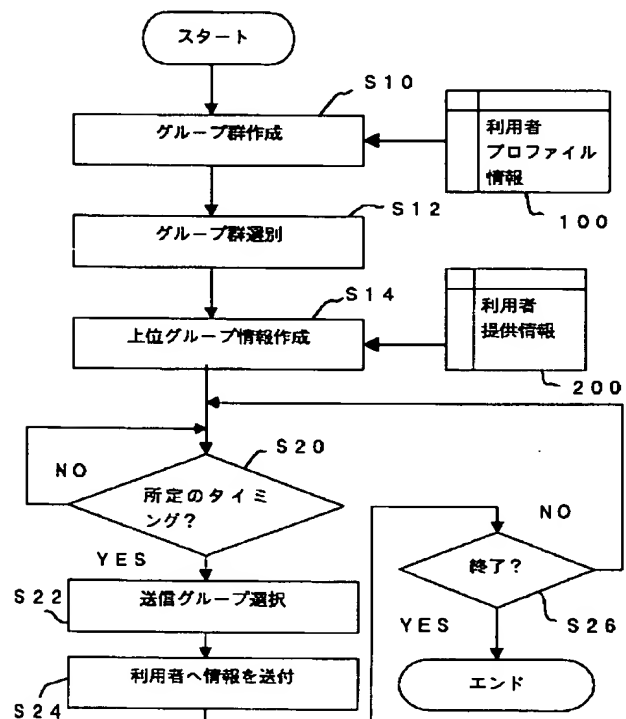 スタート
S10
グループ群作成
利用者
プロファイル
情報
100
S12
グループ群選別
S14
上位グループ情報作成
利用者
提供情報
200
S20
NO
所定のタイミ
ング?
YES
S22
送信グループ選択
S24
利用者へ情報を送付
NO
終了?
YES
S26
エンド